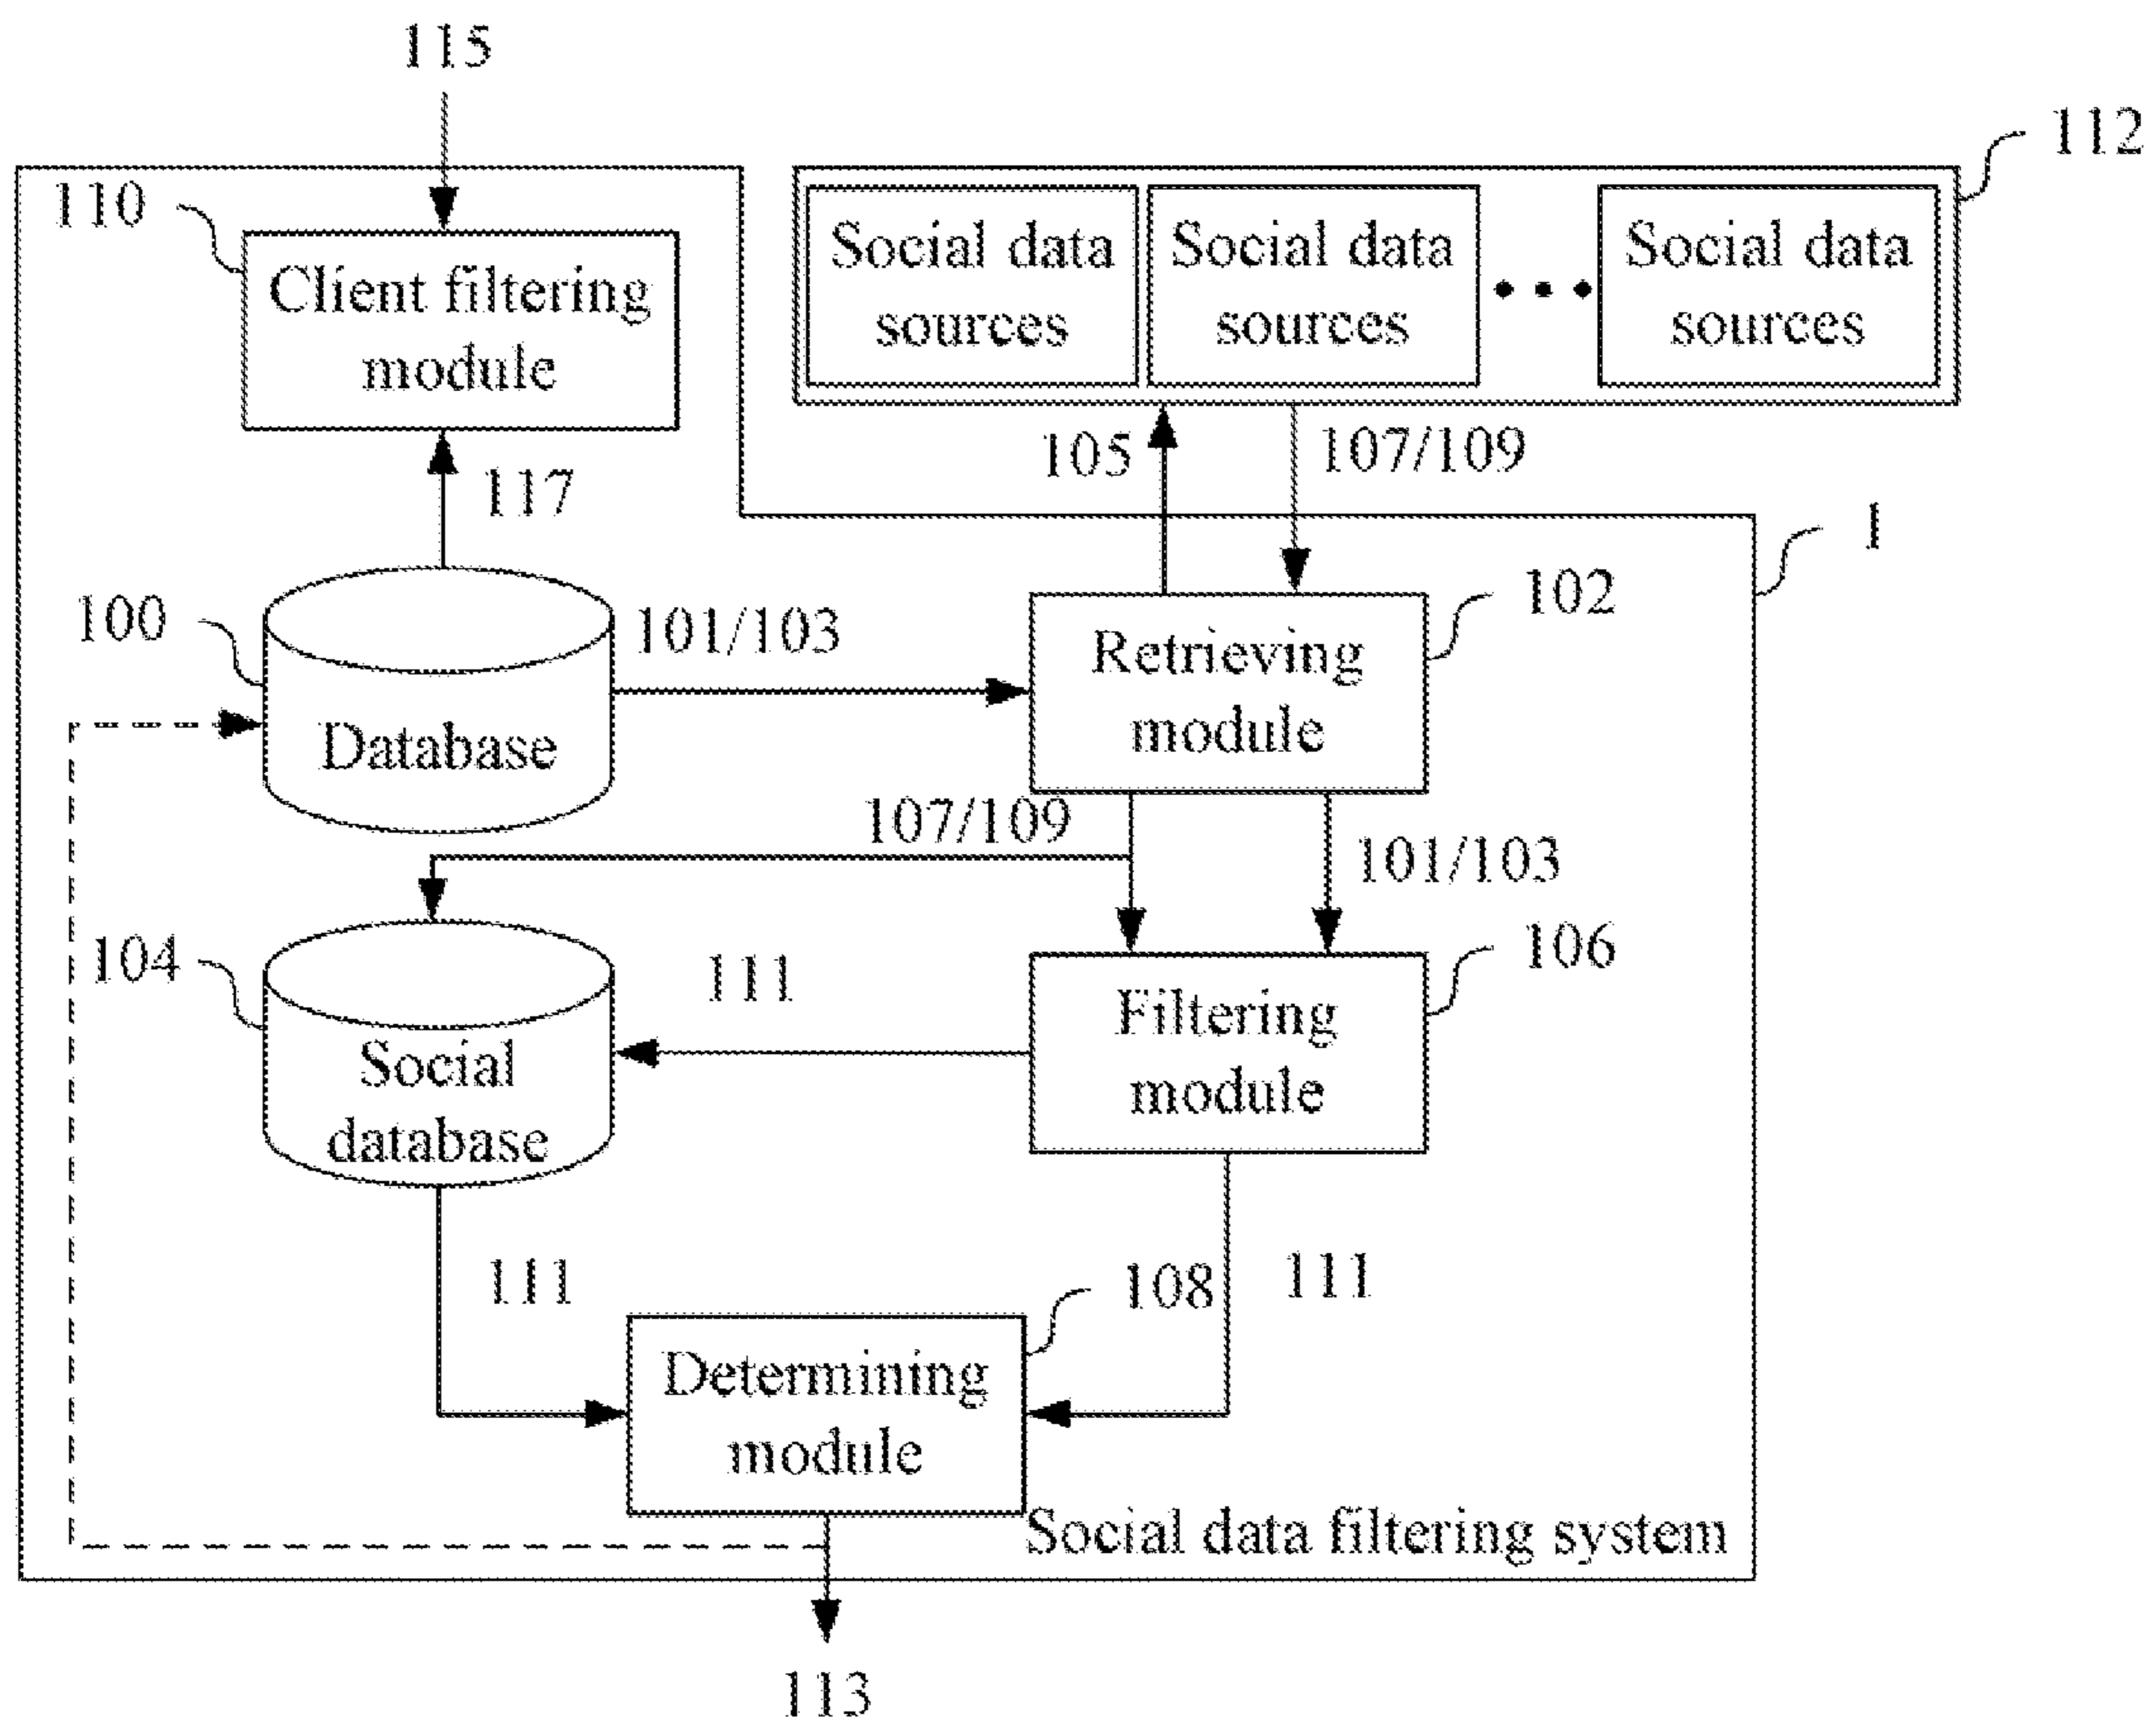 115
112
110
Client filtering
module
Social data
sources
Social data
sources
Social data
sources
105
107/109
117
1
100
101/103
102
Database
Retrieving
module
107/109
101/103
104
111
106
Social
database
Filtering
module
111
108
111
Determining
module
Social data filtering system
113